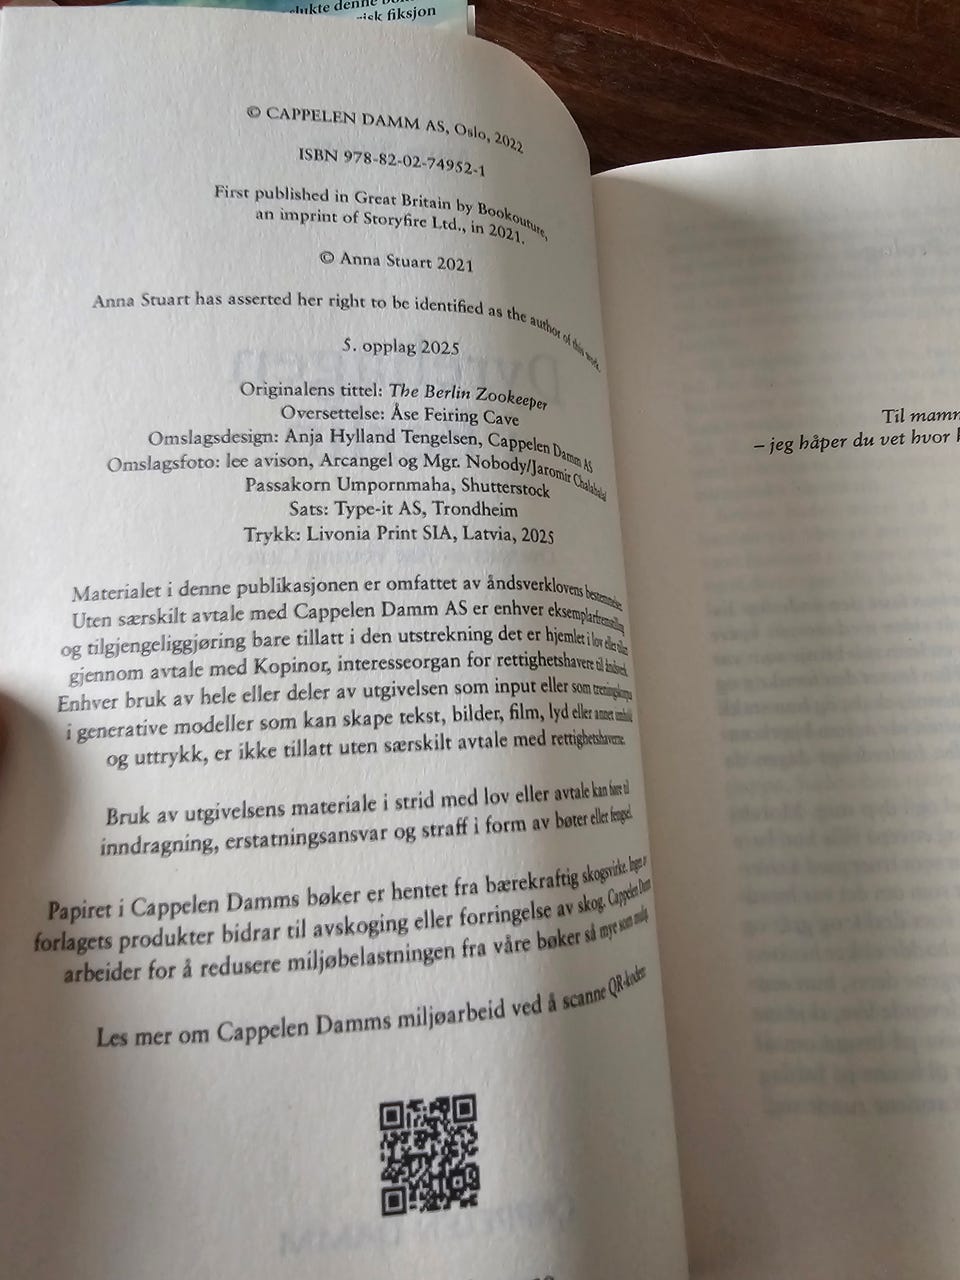 dukte denne
risk fiksjon
© CAPPELEN DAMM AS, Oslo, 2022
ISBN 978-82-02-74952-1
First published in Great Britain by Bookouture,
an imprint of Storyfire Ltd., in 2021.
© Anna Stuart 2021
Anna Stuart has asserted her right to be identified as the author of this work.
5. opplag 2025
Originalens tittel: The Berlin Zookeeper
Oversettelse: Åse Feiring Cave
Omslagsdesign: Anja Hylland Tengelsen, Cappelen Damm AS
Omslagsfoto: lee avison, Arcangel og Mgr. Nobody/Jaromir Chalabala/
Passakorn Umpornmaha, Shutterstock
Sats: Type-it AS, Trondheim
Trykk: Livonia Print SIA, Latvia, 2025
Materialet i denne publikasjonen er omfattet av åndsverklovens bestemmelser.
Uten særskilt avtale med Cappelen Damm AS er enhver eksemplarfremstilling
og tilgjengeliggjøring bare tillatt i den utstrekning det er hjemlet i lov eller tillatt
gjennom avtale med Kopinor, interesseorgan for rettighetshavere til åndsverk.
Enhver bruk av hele eller deler av utgivelsen som input eller som treningskorpus
i generative modeller som kan skape tekst, bilder, film, lyd eller annet innhold
og uttrykk, er ikke tillatt uten særskilt avtale med rettighetshaverne.
Bruk av utgivelsens materiale i strid med lov eller avtale kan føre til
inndragning, erstatningsansvar og straff i form av bøter eller fengsel.
Papiret i Cappelen Damms bøker er hentet fra bærekraftig skogsvirke. Ingen av
forlagets produkter bidrar til avskoging eller forringelse av skog. Cappelen Damm
arbeider for å redusere miljøbelastningen fra våre bøker så mye som mulig.
Les mer om Cappelen Damms miljøarbeid ved å scanne QR-koden:
Til mamm
– jeg håper du vet hvor